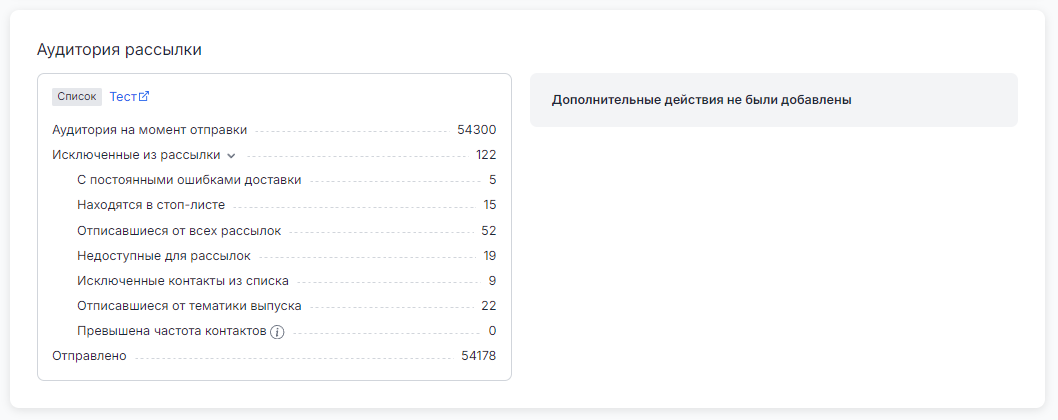 Аудитория рассылки
Список Тест
Аудитория на момент отправки 54300
Исключенные из рассылки 122
С постоянными ошибками доставки 5
Находятся в стоп-листе 15
Отписавшиеся от всех рассылок 52
Недоступные для рассылок 19
Исключенные контакты из списка 9
Отписавшиеся от тематики выпуска 22
Превышена частота контактов 0
Отправлено 54178
Дополнительные действия не были добавлены